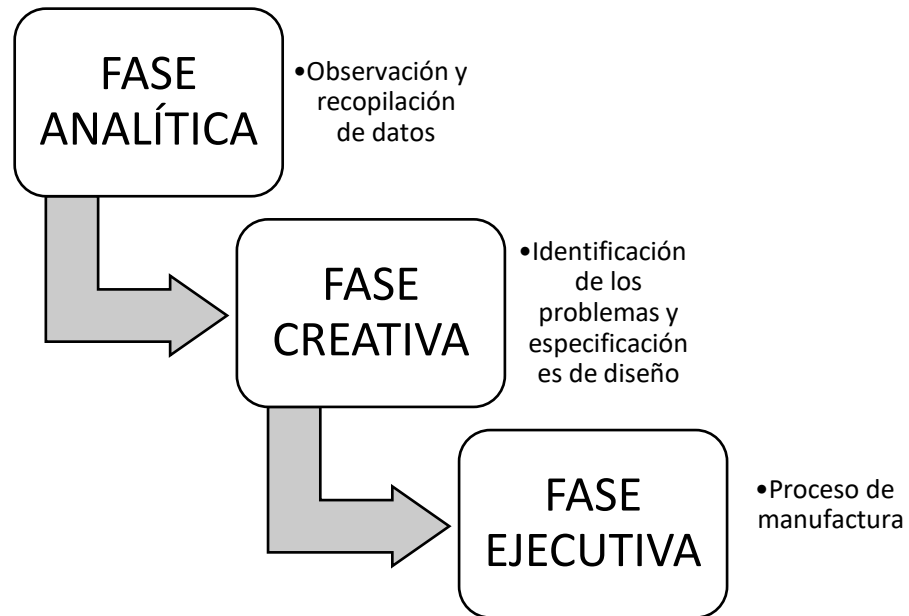 FASE
ANALÍTICA
•Observación y
recopilación
de datos
FASE
CREATIVA
•Identificación
de los
problemas y
especificación
es de diseño
FASE
EJECUTIVA
•Proceso de
manufactura